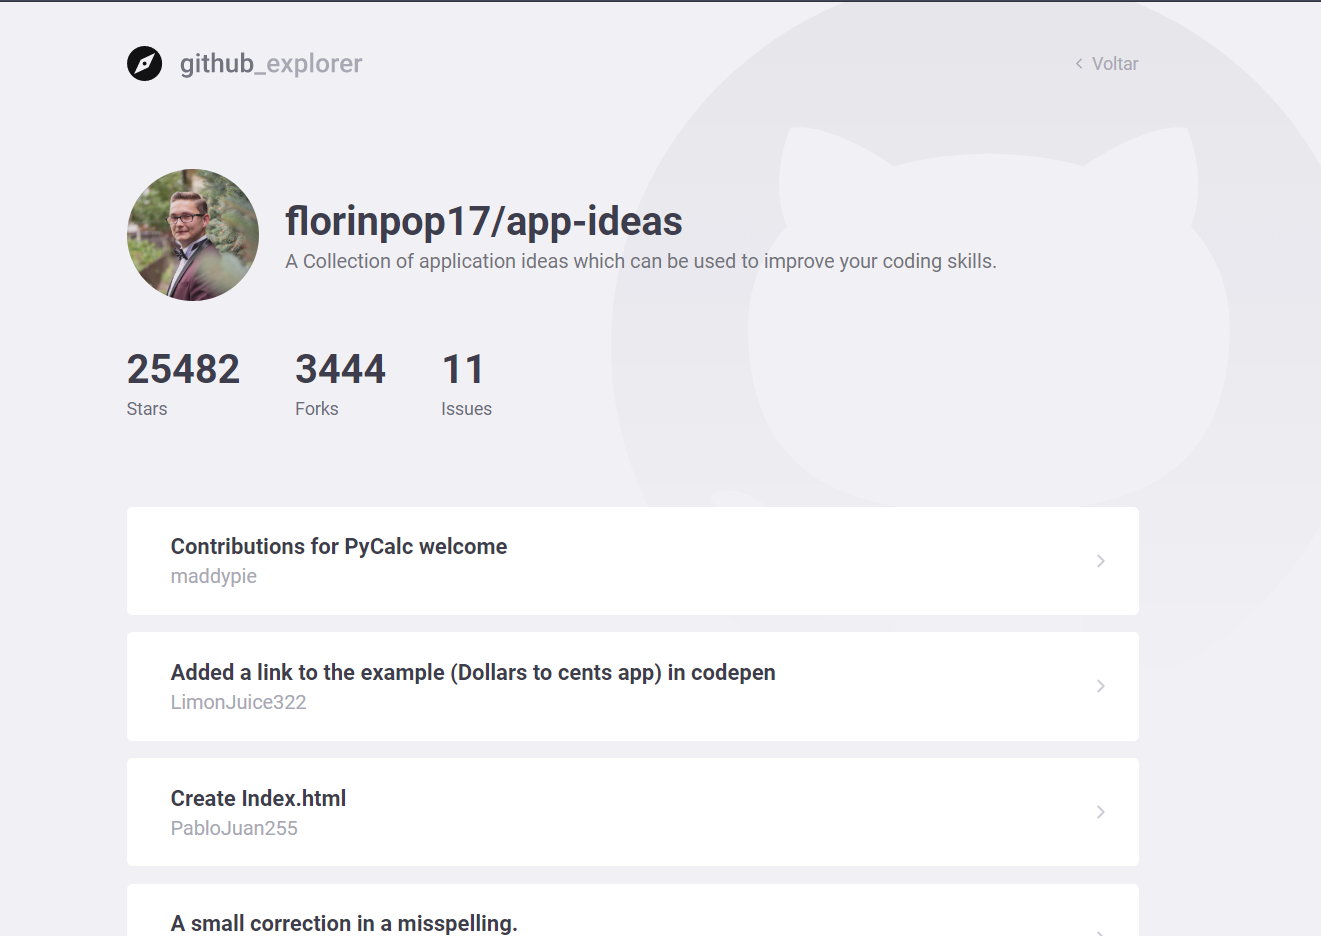 github_explorer
Voltar
florinpop17/app-ideas
A Collection of application ideas which can be used to improve your coding skills.
25482 3444 11
Stars Forks Issues
Contributions for PyCalc welcome
maddypie
Added a link to the example (Dollars to cents app) in codepen
LimonJuice322
Create Index.html
PabloJuan255
A small correction in a misspelling.